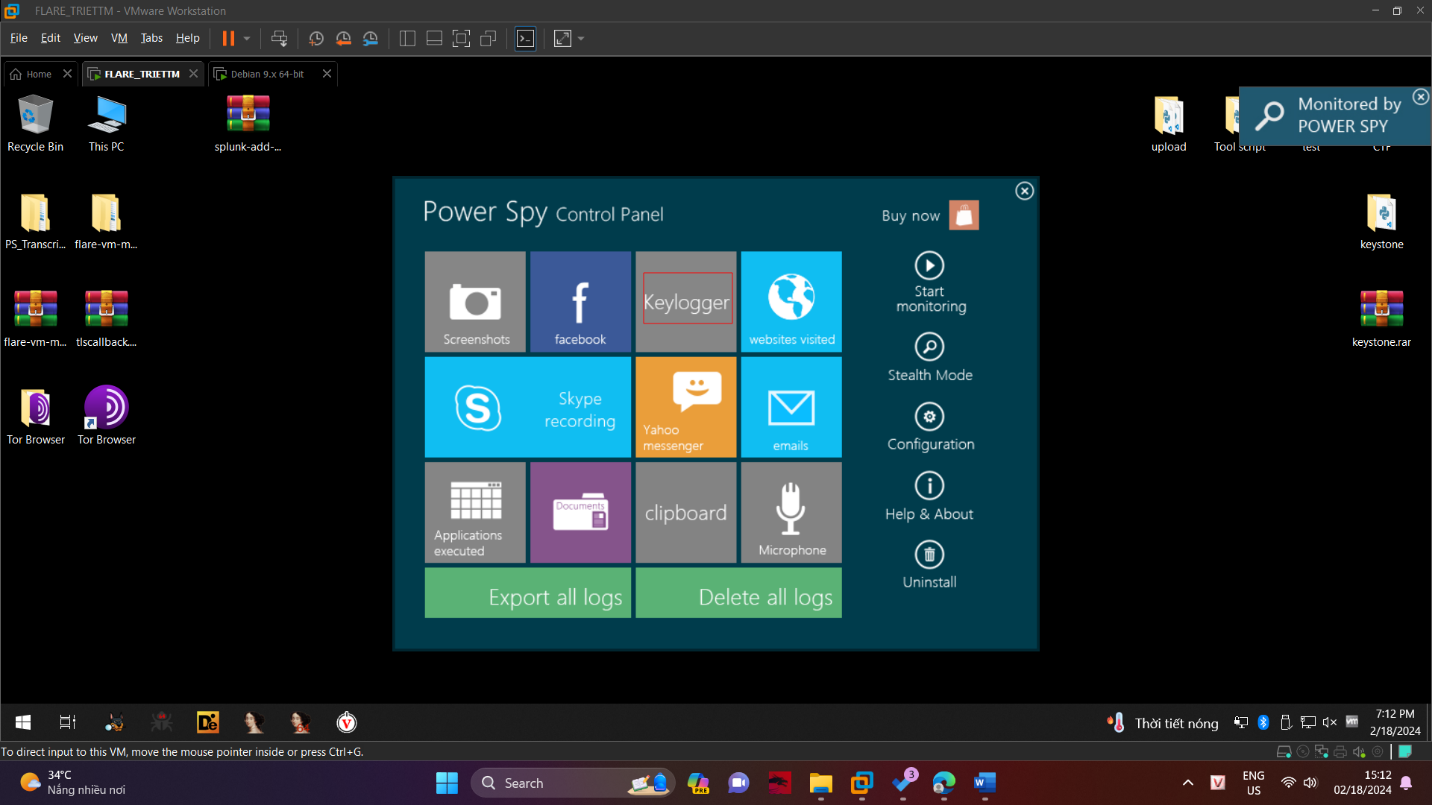 FLARE_TRIETTM - VMware Workstation
File Edit View VM Tabs Help
Home FLARE_TRIETTM Debian 9.x 64-bit
Recycle Bin
This PC
splunk-add-...
upload
Tool script
test
CTF
Monitored by
POWER SPY
PS_Transcri...
flare-vm-m...
keystone
flare-vm-m...
tlscallback....
keystone.rar
Tor Browser
Tor Browser
Power Spy Control Panel
Buy now
Screenshots
facebook
Keylogger
websites visited
Skype
recording
Yahoo
messenger
emails
Applications
executed
Documents
clipboard
Microphone
Export all logs
Delete all logs
Start
monitoring
Stealth Mode
Configuration
Help & About
Uninstall
Thời tiết nóng
7:12 PM
2/18/2024
To direct input to this VM, move the mouse pointer inside or press Ctrl+G.
34°C
Nắng nhiều nơi
Search
PRE
3
ENG
US
15:12
02/18/2024